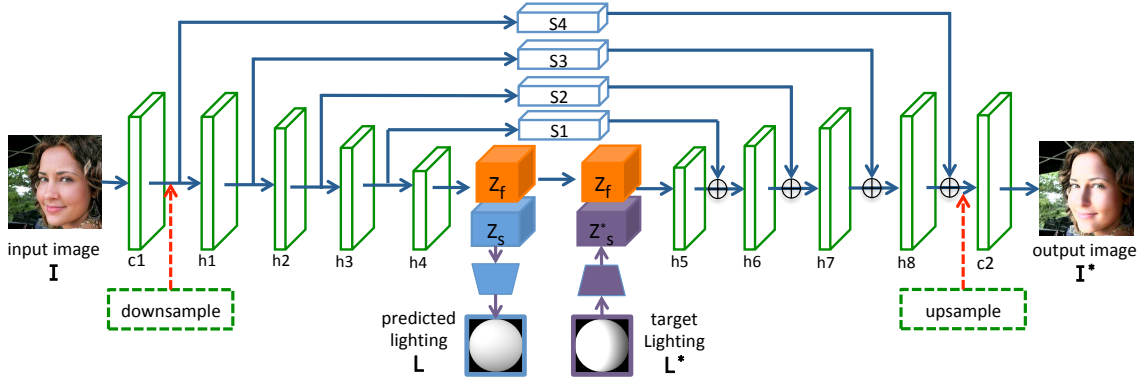 S4
S3
S2
S1
Z_f
Z_f
Z_s
Z*_s
input image
I
c1
h1
h2
h3
h4
h5
h6
h7
h8
c2
output image
I*
downsample
upsample
predicted
lighting
L
target
Lighting
L*